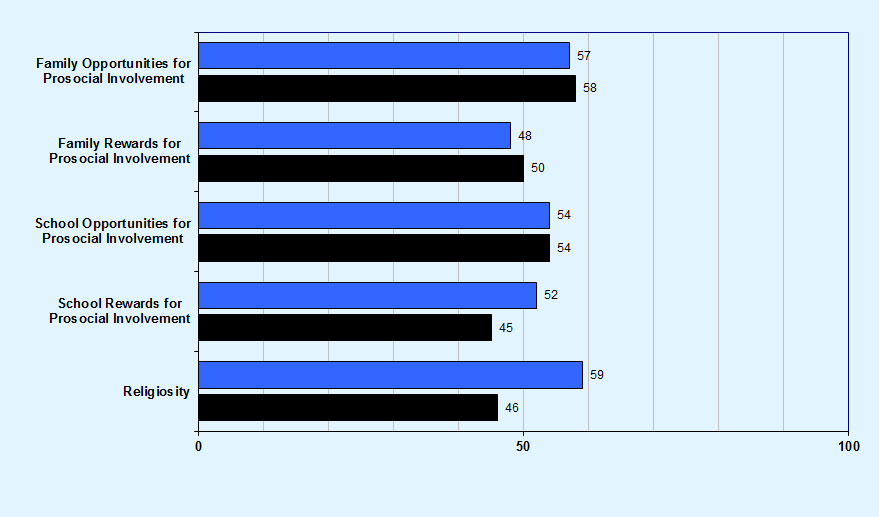 Family Opportunities for
Prosocial Involvement
57
58
Family Rewards for
Prosocial Involvement
48
50
School Opportunities for
Prosocial Involvement
54
54
School Rewards for
Prosocial Involvement
52
45
Religiosity
59
46
0 50 100